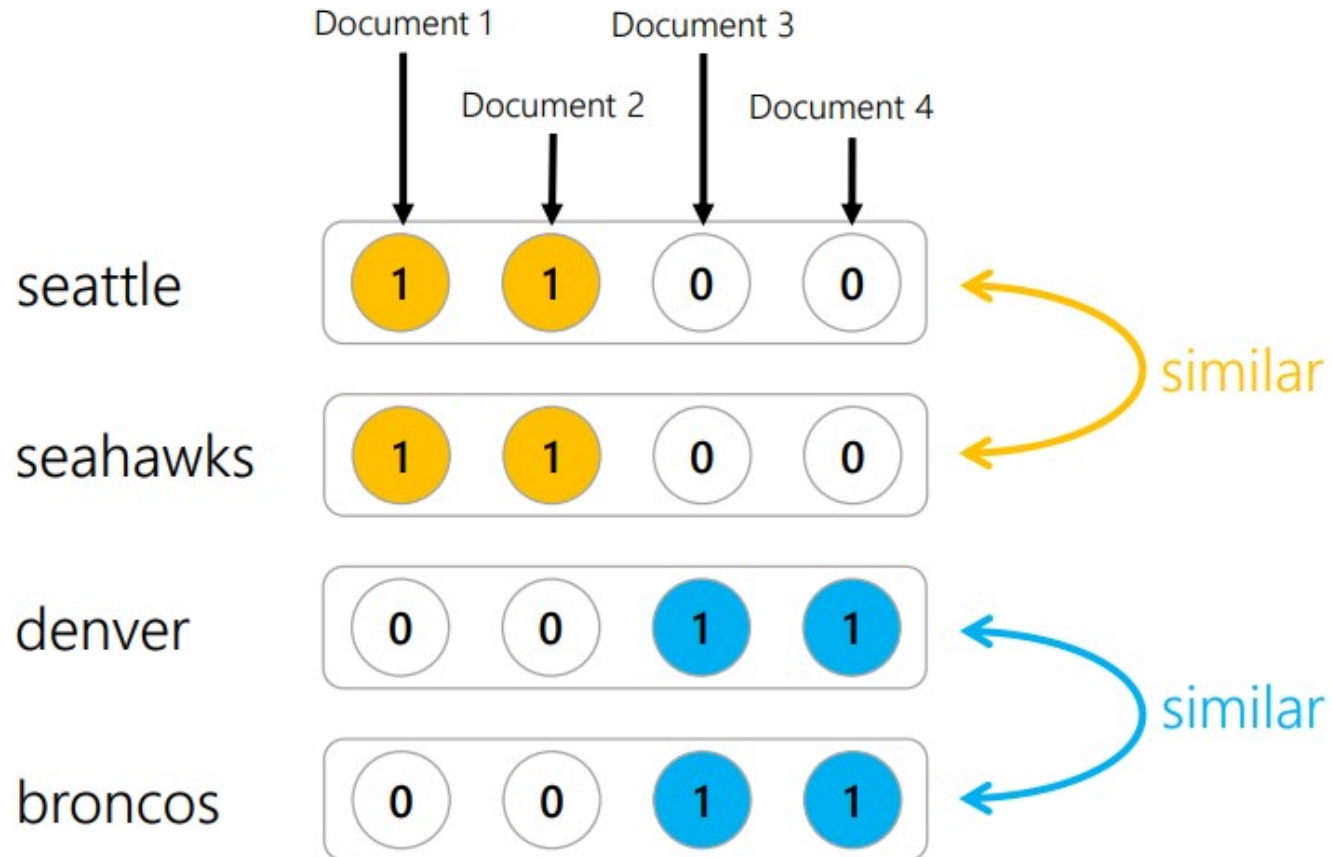 Document 1
Document 3
Document 2
Document 4
seattle 1 1 0 0
similar
seahawks 1 1 0 0
denver 0 0 1 1
similar
broncos 0 0 1 1